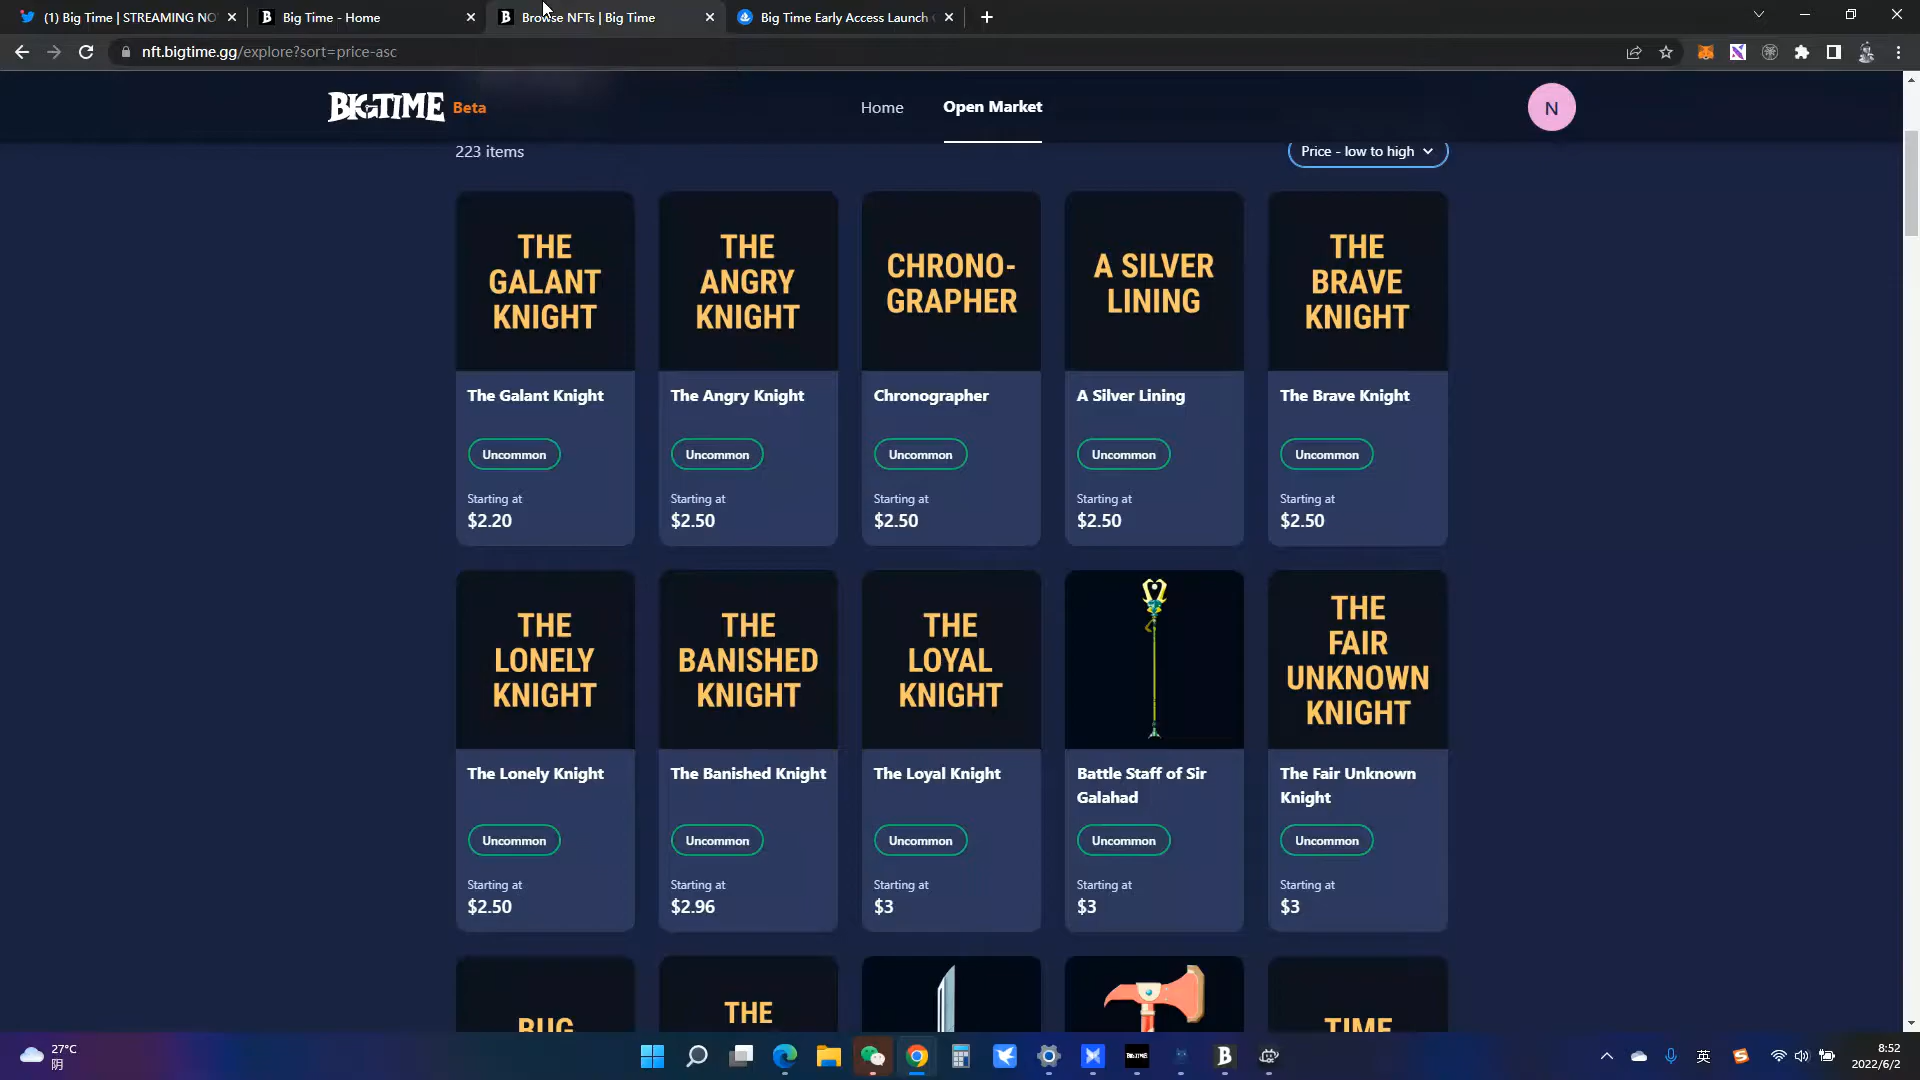 (1) Big Time | STREAMING NO
Big Time - Home
Browse NFTs | Big Time
Big Time Early Access Launch
nft.bigtime.gg/explore?sort=price-asc
BIGTIME Beta
Home
Open Market
N
223 items
Price - low to high
THE
GALANT
KNIGHT
THE
ANGRY
KNIGHT
CHRONO-
GRAPHER
A SILVER
LINING
THE
BRAVE
KNIGHT
The Galant Knight
The Angry Knight
Chronographer
A Silver Lining
The Brave Knight
Uncommon
Uncommon
Uncommon
Uncommon
Uncommon
Starting at
$2.20
Starting at
$2.50
Starting at
$2.50
Starting at
$2.50
Starting at
$2.50
THE
LONELY
KNIGHT
THE
BANISHED
KNIGHT
THE
LOYAL
KNIGHT
THE
FAIR
UNKNOWN
KNIGHT
The Lonely Knight
The Banished Knight
The Loyal Knight
Battle Staff of Sir
Galahad
The Fair Unknown
Knight
Uncommon
Uncommon
Uncommon
Uncommon
Uncommon
Starting at
$2.50
Starting at
$2.96
Starting at
$3
Starting at
$3
Starting at
$3
BUG
THE
TIME
27°C
阴
BIGTIME
B
英
8:52
2022/6/2